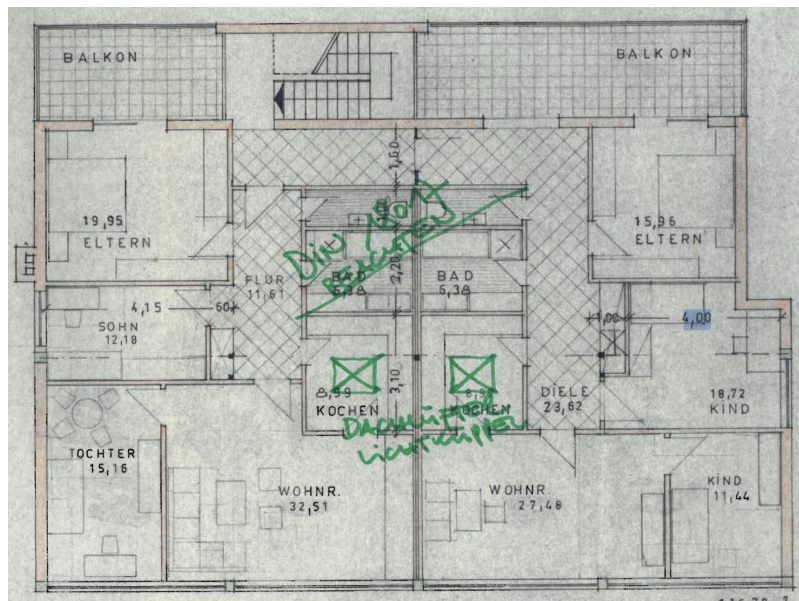 BALKON
BALKON
1,60
19,95
ELTERN
15,96
ELTERN
DIN 18017
BEACHTEN
2,20
FLUR
11,61
BAD
5,38
BAD
5,38
4,15
60
SOHN
12,18
1,00
4,00
3,10
8,99
KOCHEN
KOCHEN
DIELE
23,62
18,72
KIND
DACHLÜFTER
LICHTKUPPEL
TOCHTER
15,16
WOHNR.
32,51
WOHNR.
27,48
KIND
11,44